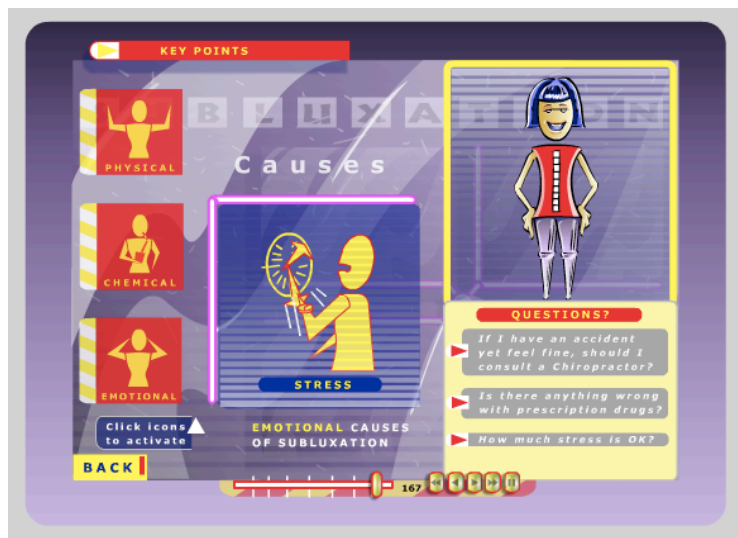 KEY POINTS
BLUXATION
Causes
PHYSICAL
CHEMICAL
EMOTIONAL
STRESS
Click icons
to activate
EMOTIONAL CAUSES
OF SUBLUXATION
BACK
167
QUESTIONS?
If I have an accident
yet feel fine, should I
consult a Chiropractor?
Is there anything wrong
with prescription drugs?
How much stress is OK?